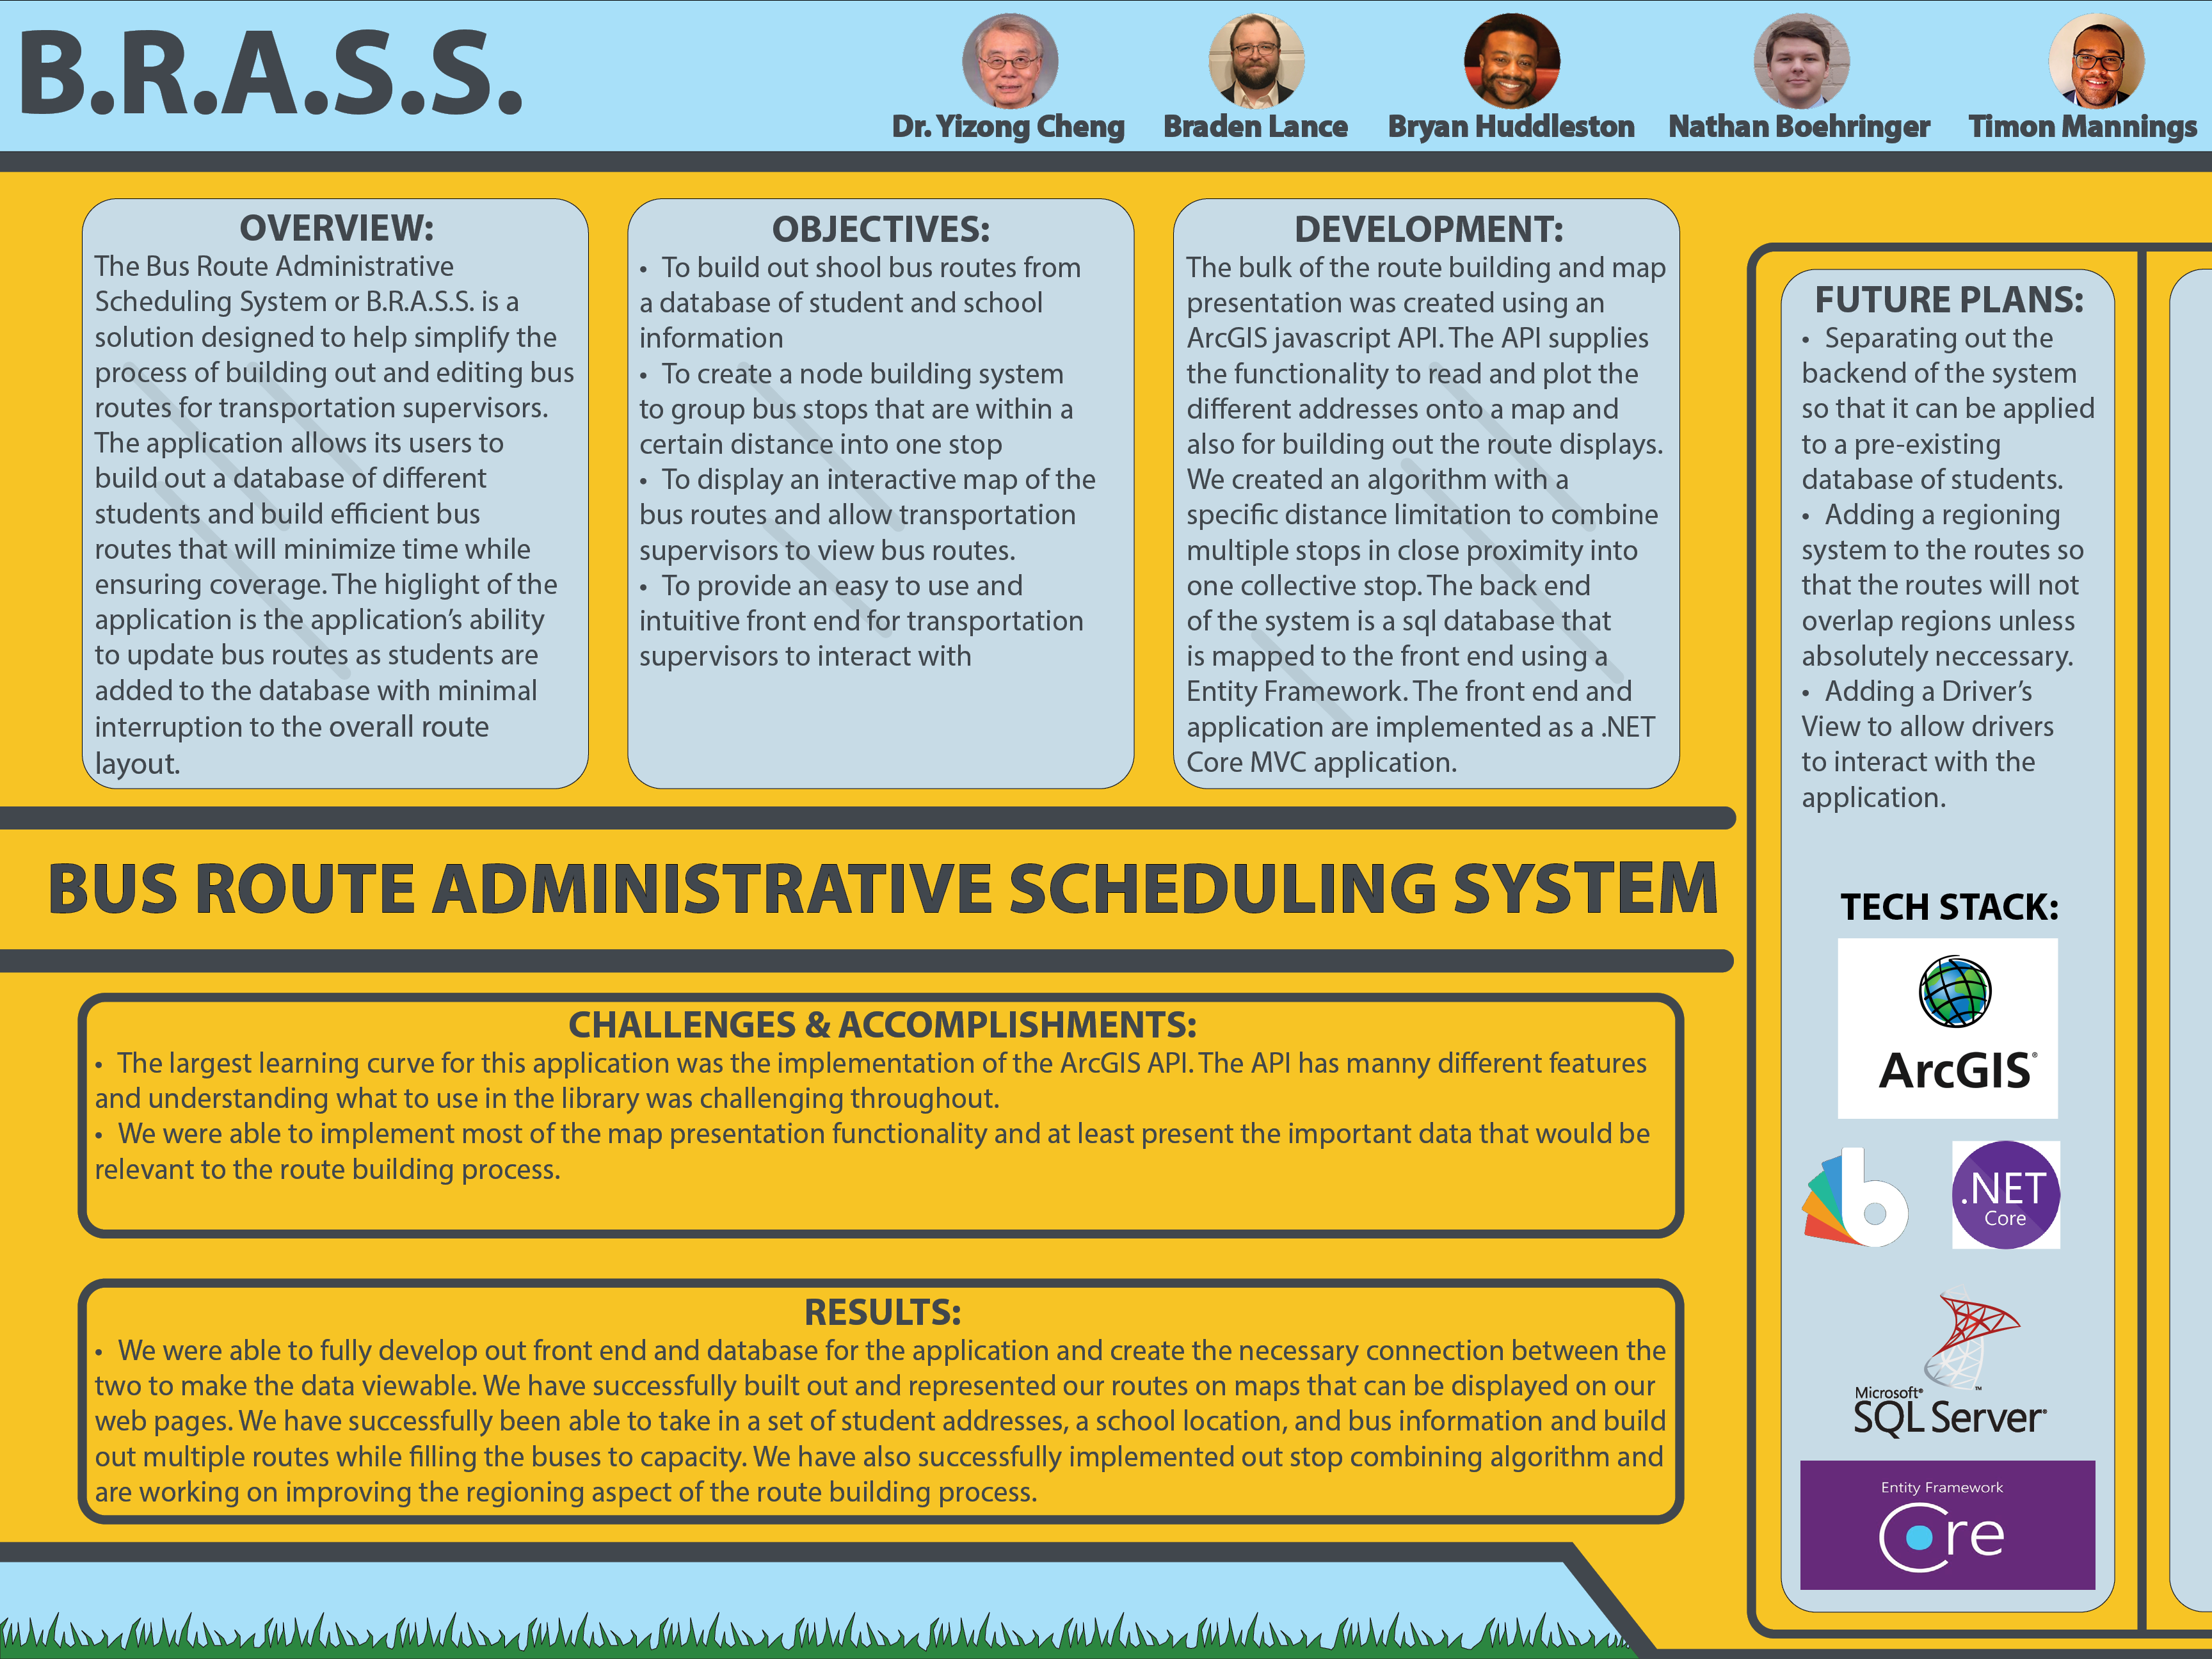 B.R.A.S.S.
Dr. Yizong Cheng
Braden Lance
Bryan Huddleston
Nathan Boehringer
Timon Mannings
OVERVIEW:
The Bus Route Administrative
Scheduling System or B.R.A.S.S. is a
solution designed to help simplify the
process of building out and editing bus
routes for transportation supervisors.
The application allows its users to
build out a database of different
students and build efficient bus
routes that will minimize time while
ensuring coverage. The higlight of the
application is the application's ability
to update bus routes as students are
added to the database with minimal
interruption to the overall route
layout.
OBJECTIVES:
• To build out shool bus routes from
a database of student and school
information
• To create a node building system
to group bus stops that are within a
certain distance into one stop
• To display an interactive map of the
bus routes and allow transportation
supervisors to view bus routes.
• To provide an easy to use and
intuitive front end for transportation
supervisors to interact with
DEVELOPMENT:
The bulk of the route building and map
presentation was created using an
ArcGIS javascript API. The API supplies
the functionality to read and plot the
different addresses onto a map and
also for building out the route displays.
We created an algorithm with a
specific distance limitation to combine
multiple stops in close proximity into
one collective stop. The back end
of the system is a sql database that
is mapped to the front end using a
Entity Framework. The front end and
application are implemented as a .NET
Core MVC application.
FUTURE PLANS:
• Separating out the
backend of the system
so that it can be applied
to a pre-existing
database of students.
• Adding a regioning
system to the routes so
that the routes will not
overlap regions unless
absolutely neccessary.
• Adding a Driver's
View to allow drivers
to interact with the
application.
TECH STACK:
ArcGIS®
b
.NET
Core
Microsoft®
SQL Server®
Entity Framework
Core
BUS ROUTE ADMINISTRATIVE SCHEDULING SYSTEM
CHALLENGES & ACCOMPLISHMENTS:
• The largest learning curve for this application was the implementation of the ArcGIS API. The API has manny different features
and understanding what to use in the library was challenging throughout.
• We were able to implement most of the map presentation functionality and at least present the important data that would be
relevant to the route building process.
RESULTS:
• We were able to fully develop out front end and database for the application and create the necessary connection between the
two to make the data viewable. We have successfully built out and represented our routes on maps that can be displayed on our
web pages. We have successfully been able to take in a set of student addresses, a school location, and bus information and build
out multiple routes while filling the buses to capacity. We have also successfully implemented out stop combining algorithm and
are working on improving the regioning aspect of the route building process.